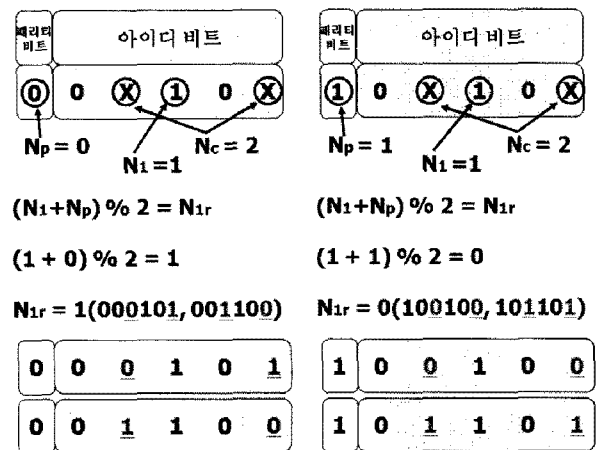 패리티 비트 아이디 비트
0 0 X 1 0 X
Np = 0 N1 = 1 Nc = 2
(N1+Np) % 2 = N1r
(1 + 0) % 2 = 1
N1r = 1(000101, 001100)
0 0 0 1 0 1
0 0 1 1 0 0
패리티 비트 아이디 비트
1 0 X 1 0 X
Np = 1 N1 = 1 Nc = 2
(N1+Np) % 2 = N1r
(1 + 1) % 2 = 0
N1r = 0(100100, 101101)
1 0 0 1 0 0
1 0 1 1 0 1